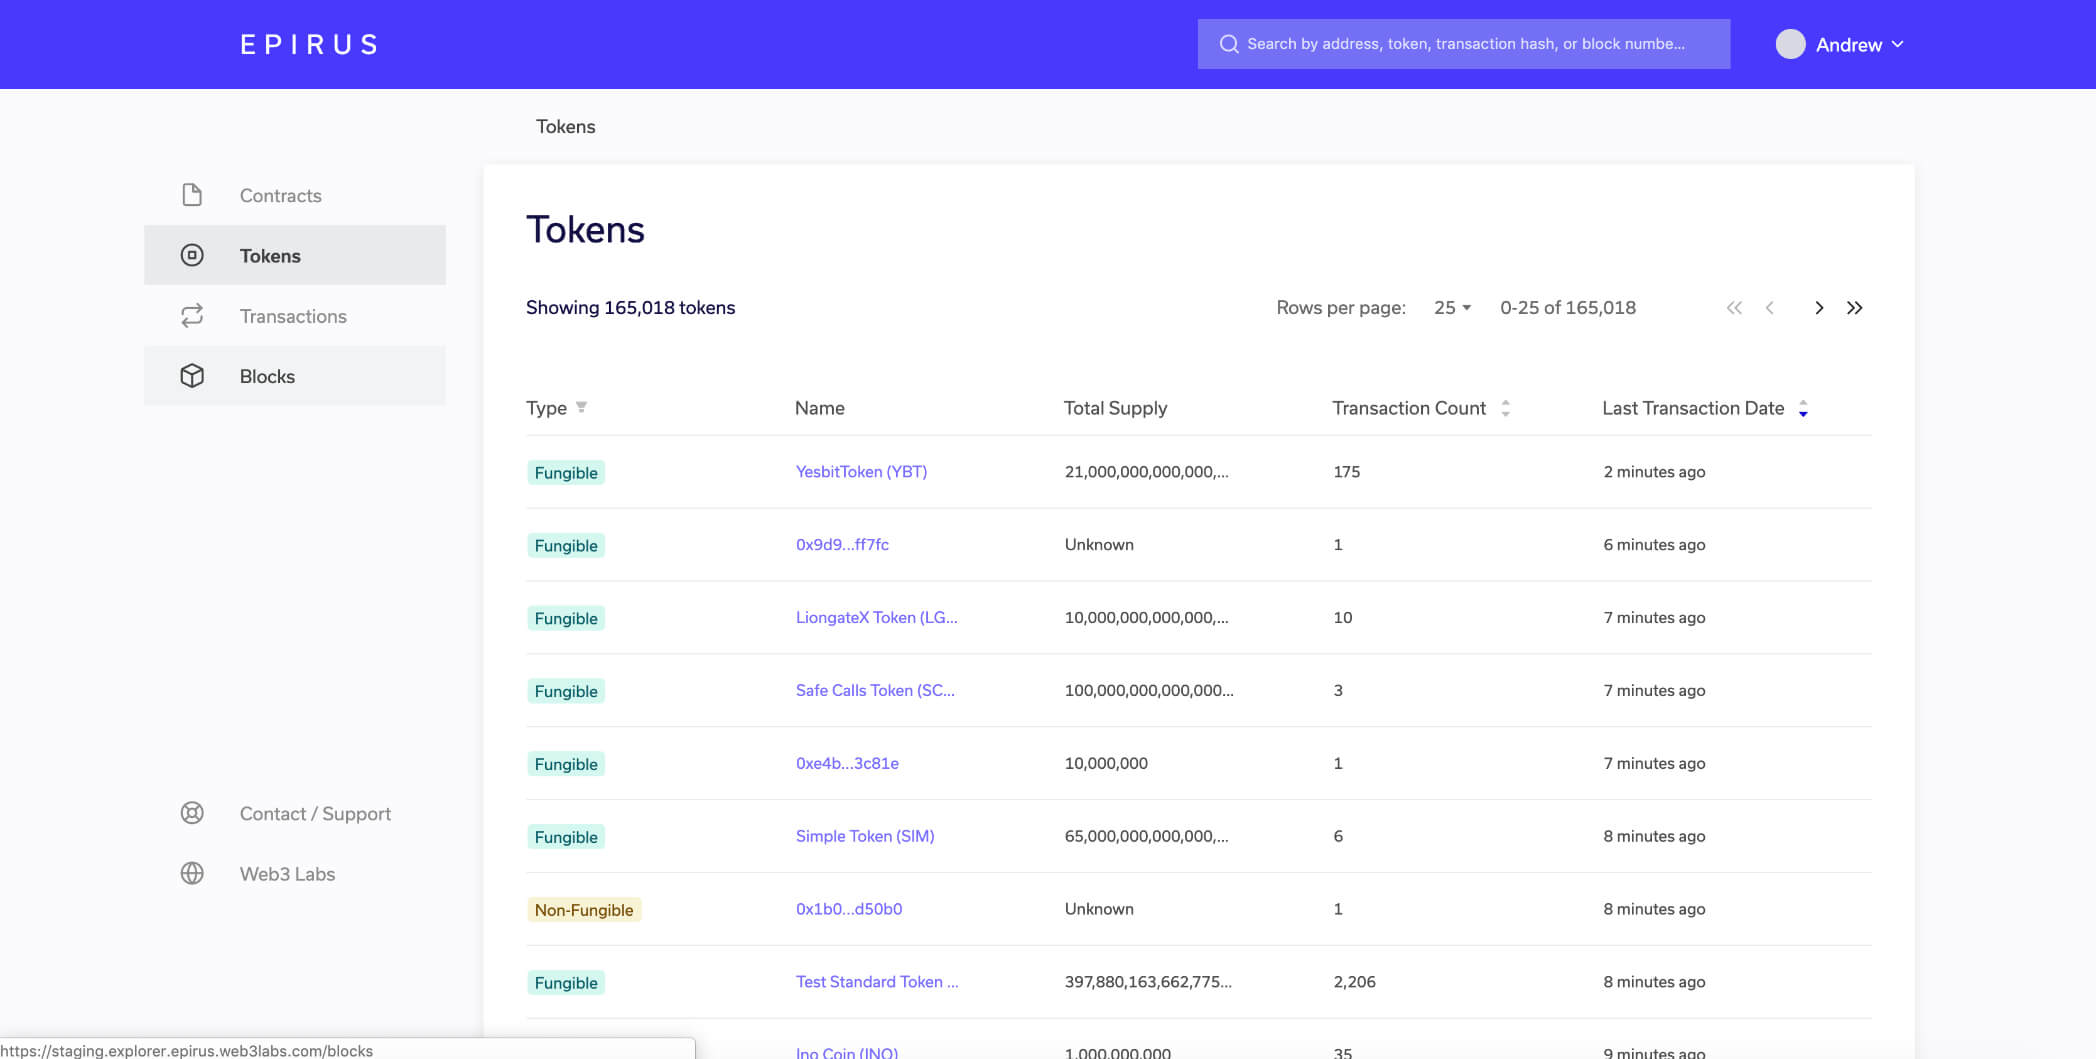 EPIRUS
Search by address, token, transaction hash, or block numbe...
Andrew
Tokens
Contracts
Tokens
Transactions
Blocks
Contact / Support
Web3 Labs
Tokens
Showing 165,018 tokens
Rows per page: 25 0-25 of 165,018
Type Name Total Supply Transaction Count Last Transaction Date
Fungible YesbitToken (YBT) 21,000,000,000,000,... 175 2 minutes ago
Fungible 0x9d9...ff7fc Unknown 1 6 minutes ago
Fungible LiongateX Token (LG... 10,000,000,000,000,... 10 7 minutes ago
Fungible Safe Calls Token (SC... 100,000,000,000,000... 3 7 minutes ago
Fungible 0xe4b...3c81e 10,000,000 1 7 minutes ago
Fungible Simple Token (SIM) 65,000,000,000,000,... 6 8 minutes ago
Non-Fungible 0x1b0...d50b0 Unknown 1 8 minutes ago
Fungible Test Standard Token ... 397,880,163,662,775... 2,206 8 minutes ago
Ino Coin (INO) 1,000,000,000 35 9 minutes ago
https://staging.explorer.epirus.web3labs.com/blocks